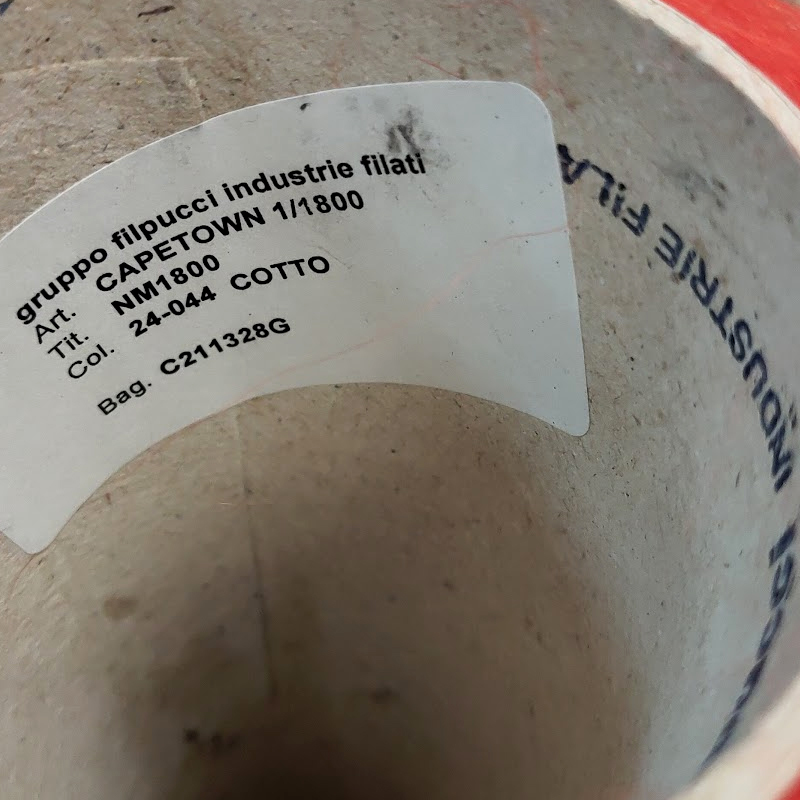 gruppo filpucci industrie filati
Art. CAPETOWN 1/1800
Tit. NM1800
Col. 24-044 COTTO
Bag. C211328G
INDUSTRIE FILA